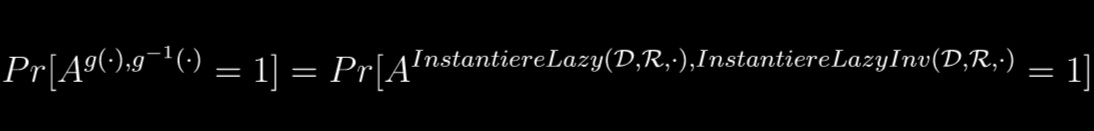 Pr[A^{g(·),g^{-1}(·)} = 1] = Pr[A^{InstantiereLazy(𝒟,ℛ,·),InstantiereLazyInv(𝒟,ℛ,·)} = 1]